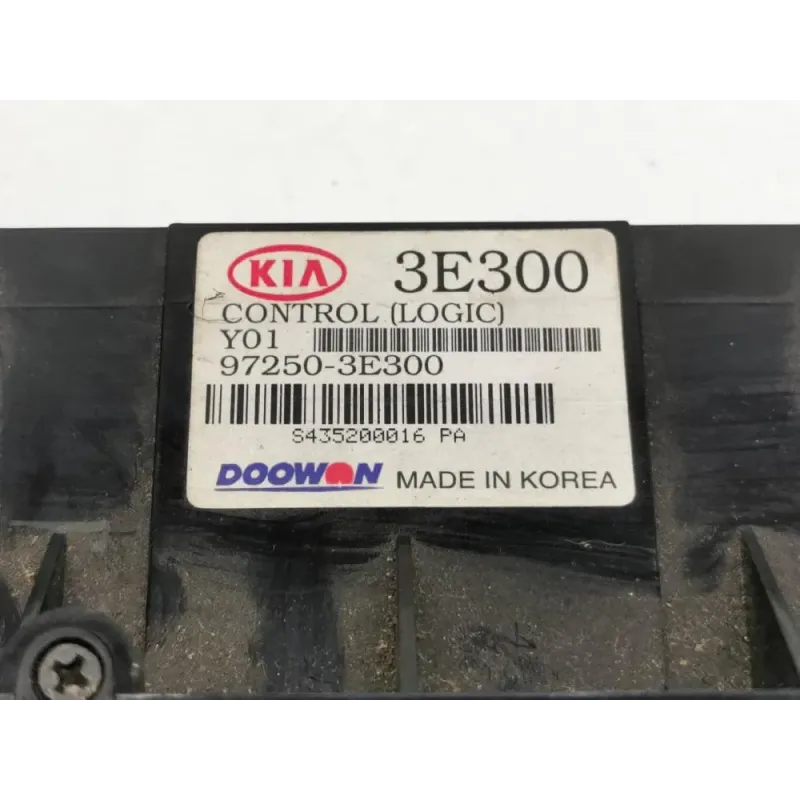 KIA 3E300
CONTROL (LOGIC)
Y01
97250-3E300
S435200016 PA
DOOWON MADE IN KOREA